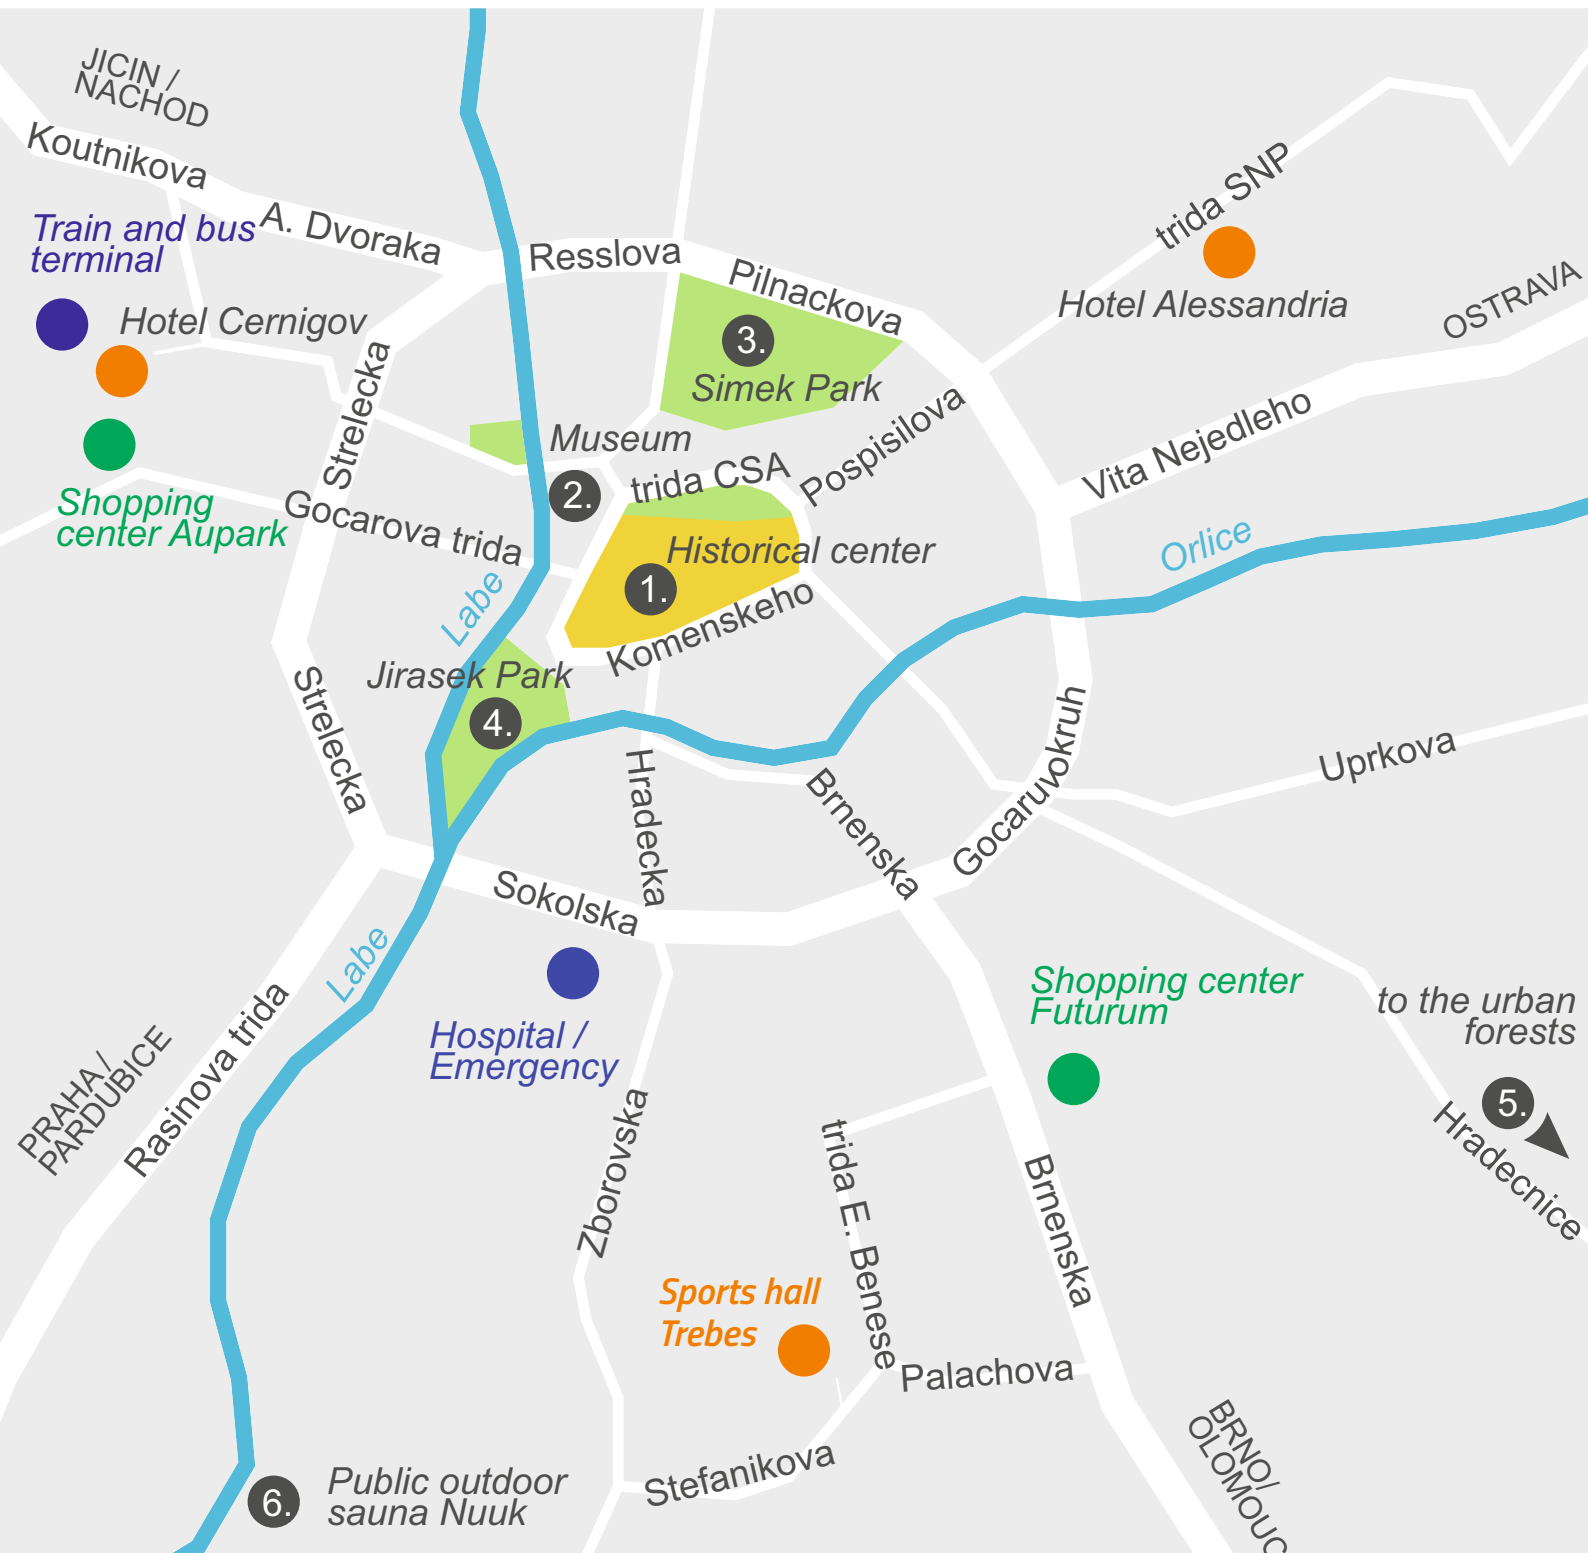 JICIN /
NACHOD
Koutnikova
A. Dvoraka
Resslova
Pilnackova
trida SNP
Train and bus
terminal
Hotel Cernigov
Hotel Alessandria
OSTRAVA
3.
Simek Park
Strelecka
Museum
2.
trida CSA
Pospisilova
Vita Nejedleho
Shopping
center Aupark
Gocarova trida
Historical center
1.
Komenskeho
Orlice
Labe
Jirasek Park
4.
Strelecka
Hradecka
Brnenska
Gocaruvokruh
Uprkova
Sokolska
Labe
Hospital /
Emergency
Shopping center
Futurum
to the urban
forests
5.
Hradecnice
PRAHA /
PARDUBICE
Rasinova trida
Zborovska
trida E. Benese
Brnenska
Sports hall
Trebes
Palachova
Stefanikova
BRNO/
OLOMOUC
6.
Public outdoor
sauna Nuuk